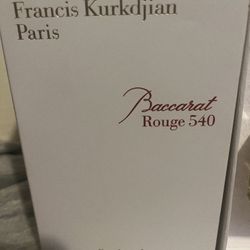 Francis Kurkdjian
Paris
Baccarat
Rouge 540